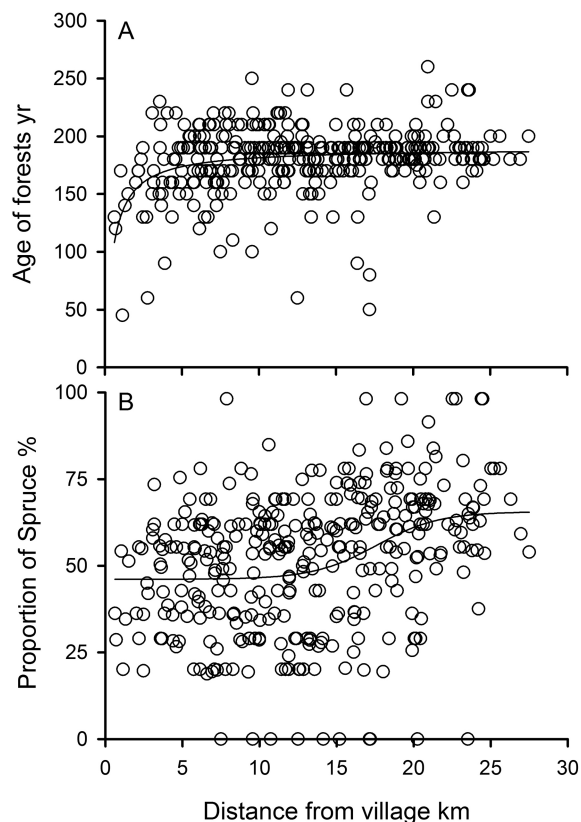 A
300
250
200
150
100
50
0
Age of forests yr
B
100
75
50
25
0
Proportion of Spruce %
0 5 10 15 20 25 30
Distance from village km